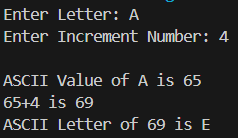 Enter Letter: A
Enter Increment Number: 4
ASCII Value of A is 65
65+4 is 69
ASCII Letter of 69 is E